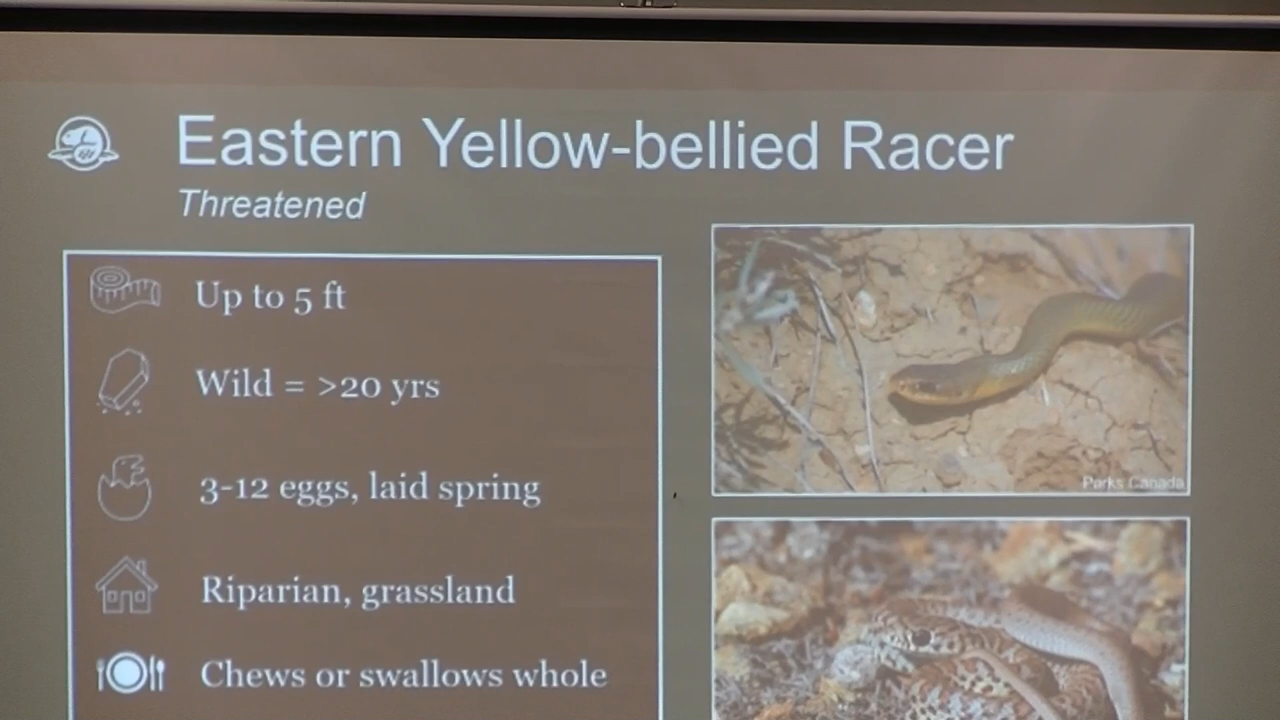 Eastern Yellow-bellied Racer
Threatened
Up to 5 ft
Wild = >20 yrs
3-12 eggs, laid spring
Riparian, grassland
Chews or swallows whole
Parks Canada